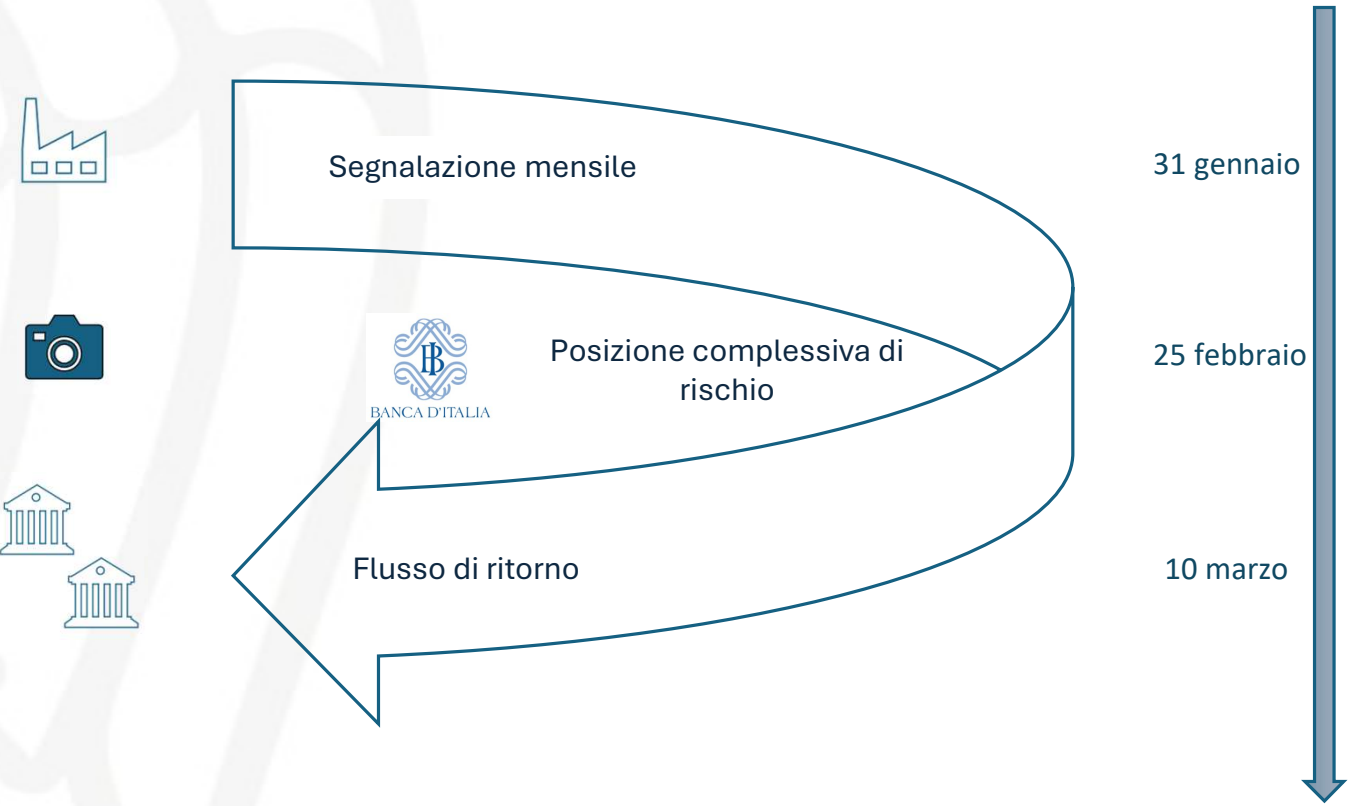 Segnalazione mensile
31 gennaio
BANCA D'ITALIA
Posizione complessiva di
rischio
25 febbraio
Flusso di ritorno
10 marzo